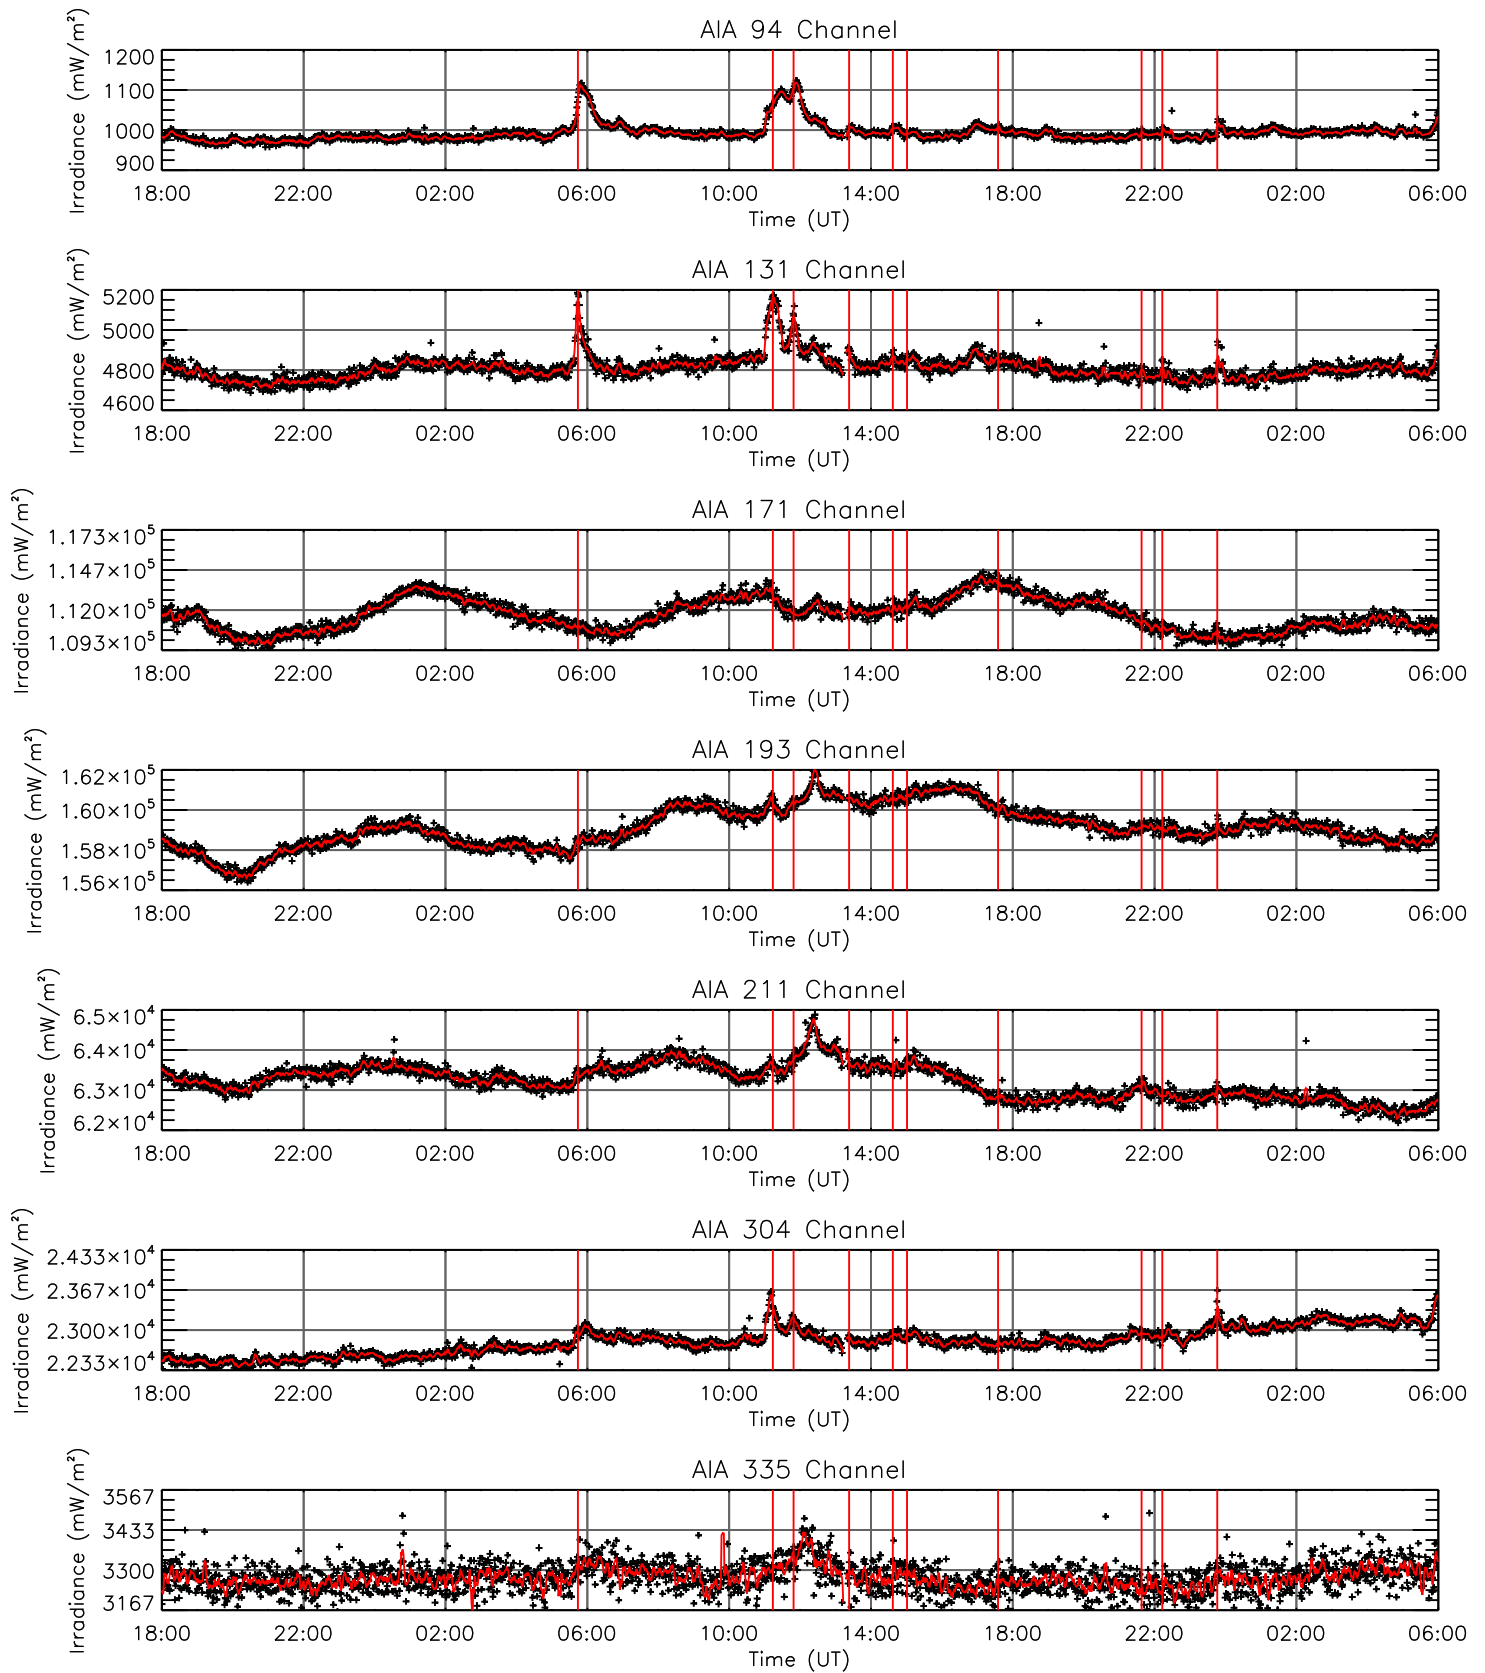 AIA 94 Channel
Irradiance (mW/m²)
1200
1100
1000
900
18:00 22:00 02:00 06:00 10:00 14:00 18:00 22:00 02:00 06:00
Time (UT)
AIA 131 Channel
Irradiance (mW/m²)
5200
5000
4800
4600
18:00 22:00 02:00 06:00 10:00 14:00 18:00 22:00 02:00 06:00
Time (UT)
AIA 171 Channel
Irradiance (mW/m²)
1.173×10⁵
1.147×10⁵
1.120×10⁵
1.093×10⁵
18:00 22:00 02:00 06:00 10:00 14:00 18:00 22:00 02:00 06:00
Time (UT)
AIA 193 Channel
Irradiance (mW/m²)
1.62×10⁵
1.60×10⁵
1.58×10⁵
1.56×10⁵
18:00 22:00 02:00 06:00 10:00 14:00 18:00 22:00 02:00 06:00
Time (UT)
AIA 211 Channel
Irradiance (mW/m²)
6.5×10⁴
6.4×10⁴
6.3×10⁴
6.2×10⁴
18:00 22:00 02:00 06:00 10:00 14:00 18:00 22:00 02:00 06:00
Time (UT)
AIA 304 Channel
Irradiance (mW/m²)
2.433×10⁴
2.367×10⁴
2.300×10⁴
2.233×10⁴
18:00 22:00 02:00 06:00 10:00 14:00 18:00 22:00 02:00 06:00
Time (UT)
AIA 335 Channel
Irradiance (mW/m²)
3567
3433
3300
3167
18:00 22:00 02:00 06:00 10:00 14:00 18:00 22:00 02:00 06:00
Time (UT)